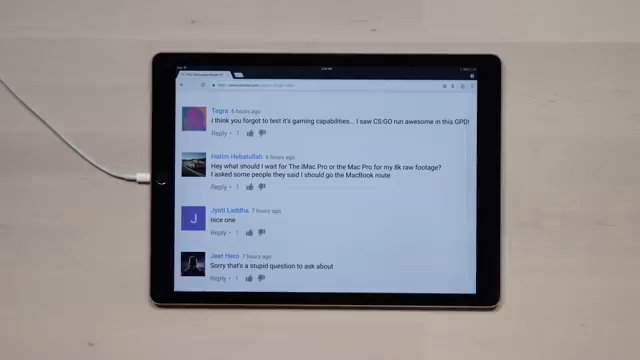 Tegra 6 hours ago
I think you forgot to test it's gaming capabilities... I saw CS:GO run awesome in this GPD!
Reply • 1
Hatim Hebatullah 6 hours ago
Hey what should I wait for The iMac Pro or the Mac Pro for my 8k raw footage?
I asked some people they said I should go the MacBook route
Reply • 1
J
Jyoti Laddha 7 hours ago
nice one
Reply • 1
Jeet Hero 7 hours ago
Sorry that's a stupid question to ask about
Reply • 1